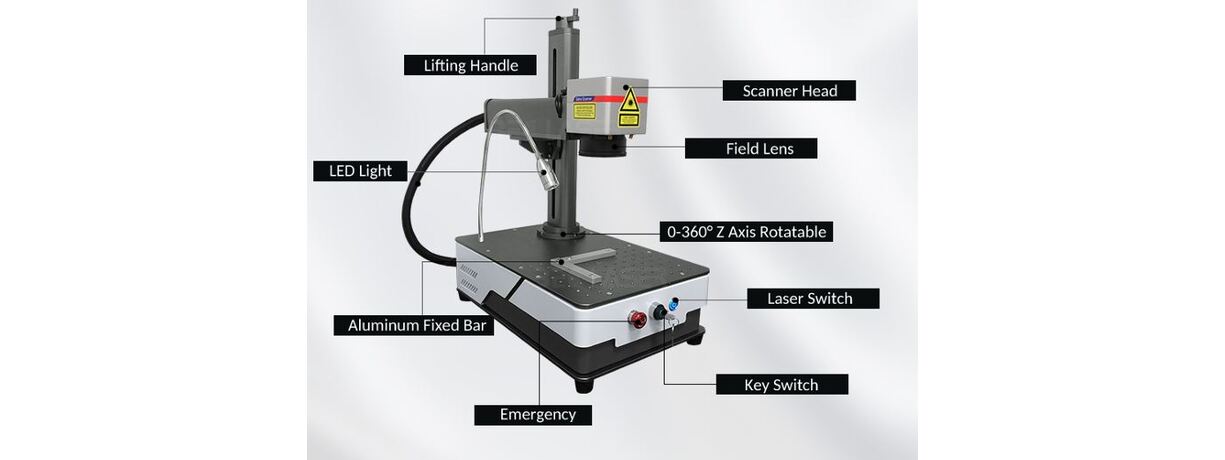 Lifting Handle
Scanner Head
Field Lens
LED Light
0-360° Z Axis Rotatable
Laser Switch
Aluminum Fixed Bar
Key Switch
Emergency